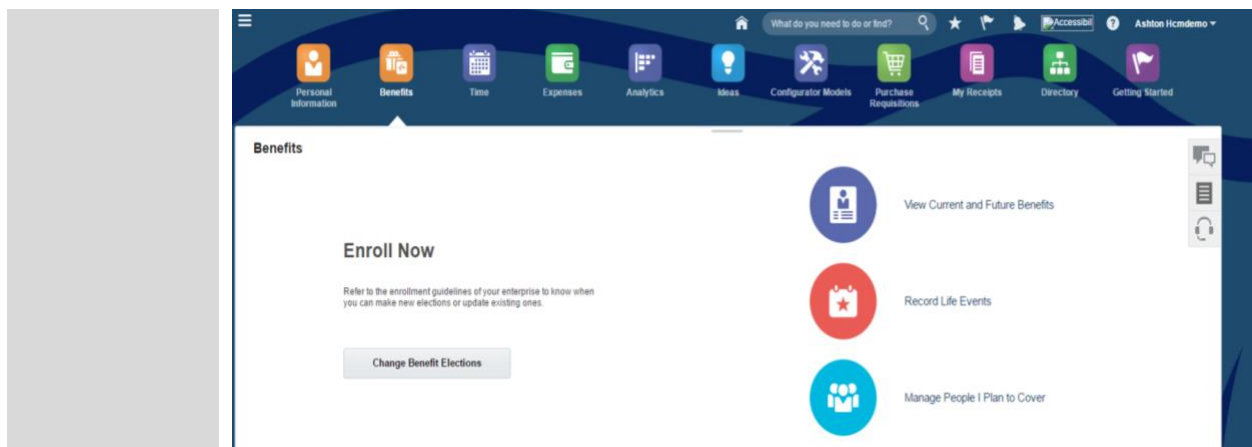 What do you need to do or find?
Accessibil
Ashton Hcmdemo
Personal
Information
Benefits
Time
Expenses
Analytics
Ideas
Configurator Models
Purchase
Requisitions
My Receipts
Directory
Getting Started
Benefits
View Current and Future Benefits
Enroll Now
Refer to the enrollment guidelines of your enterprise to know when
you can make new elections or update existing ones.
Record Life Events
Change Benefit Elections
Manage People I Plan to Cover